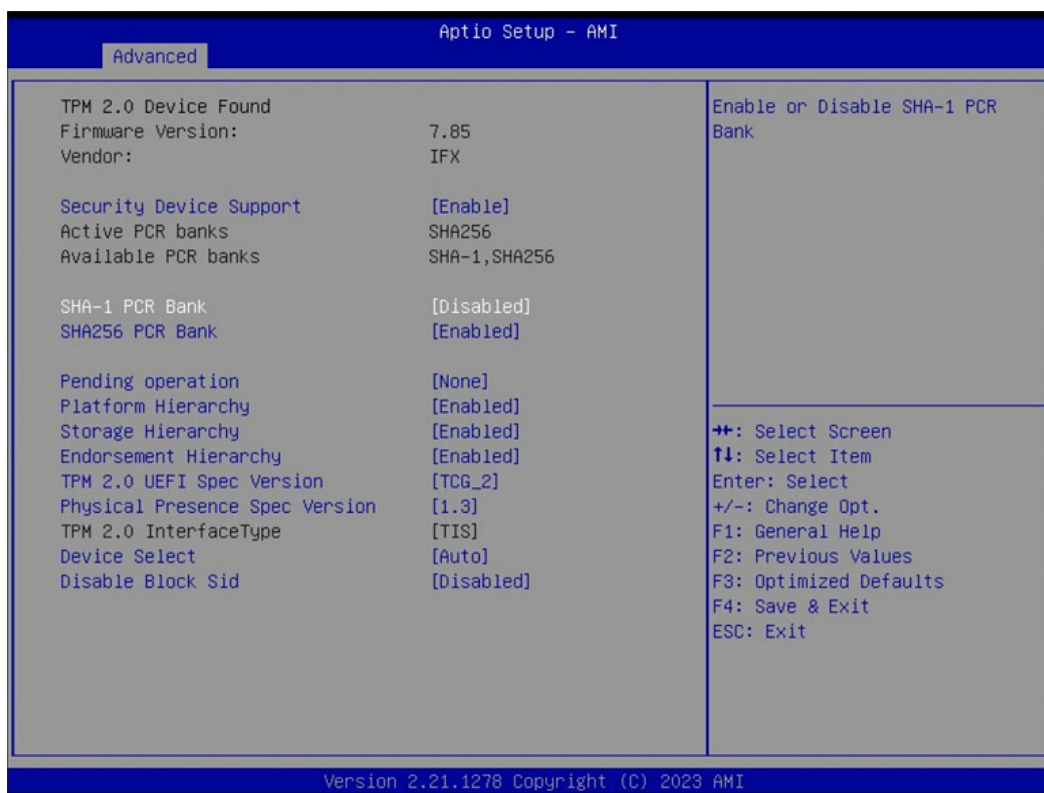 Aptio Setup – AMI
Advanced
TPM 2.0 Device Found
Firmware Version: 7.85
Vendor: IFX
Security Device Support [Enable]
Active PCR banks SHA256
Available PCR banks SHA-1,SHA256
SHA-1 PCR Bank [Disabled]
SHA256 PCR Bank [Enabled]
Pending operation [None]
Platform Hierarchy [Enabled]
Storage Hierarchy [Enabled]
Endorsement Hierarchy [Enabled]
TPM 2.0 UEFI Spec Version [TCG_2]
Physical Presence Spec Version [1.3]
TPM 2.0 InterfaceType [TIS]
Device Select [Auto]
Disable Block Sid [Disabled]
Enable or Disable SHA-1 PCR
Bank
→←: Select Screen
↑↓: Select Item
Enter: Select
+/-: Change Opt.
F1: General Help
F2: Previous Values
F3: Optimized Defaults
F4: Save & Exit
ESC: Exit
Version 2.21.1278 Copyright (C) 2023 AMI